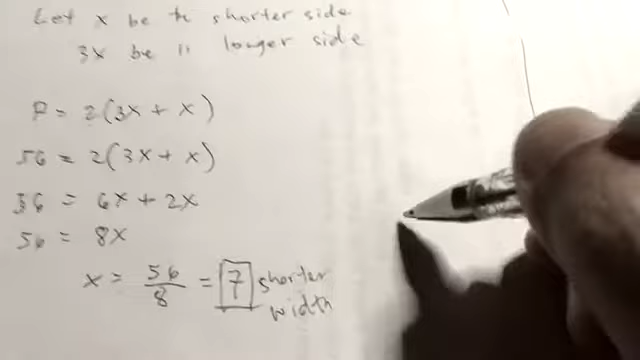 Let x be th shorter side
3x be " longer side
P = 2(3x + x)
56 = 2(3x + x)
56 = 6x + 2x
56 = 8x
x = 56/8 = 7 shorter width